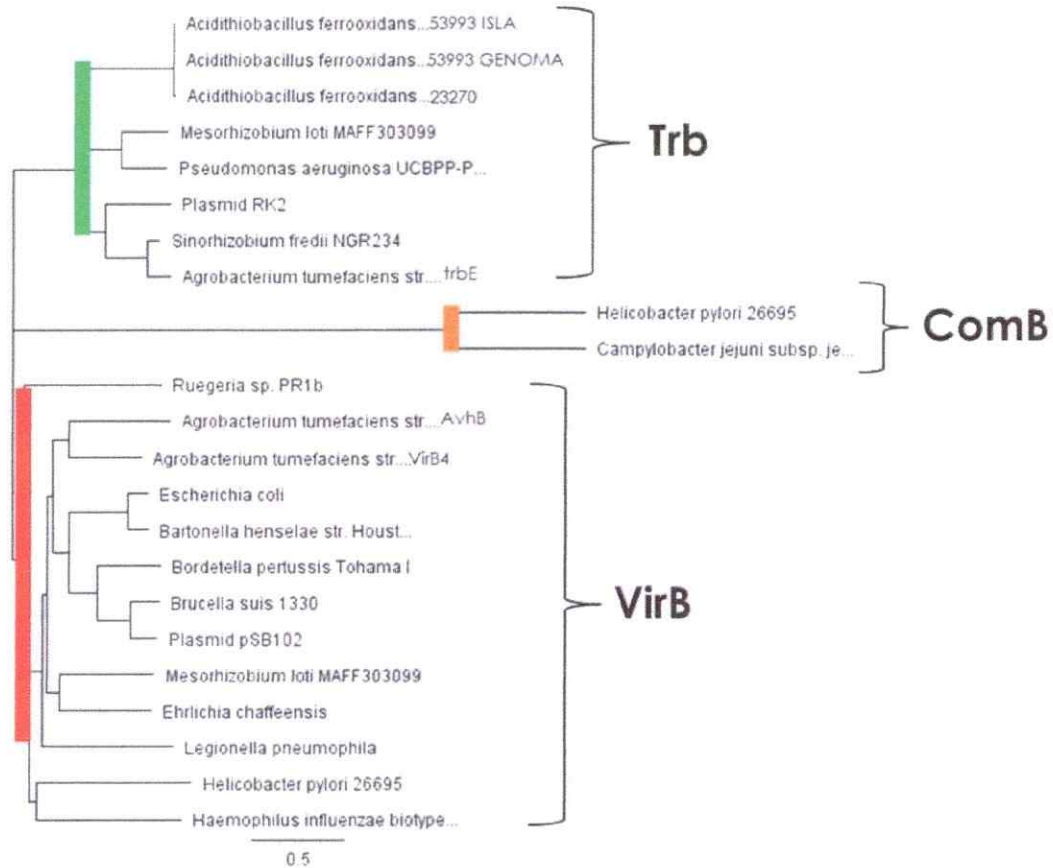 Acidithiobacillus ferrooxidans...53993 ISLA
Acidithiobacillus ferrooxidans...53993 GENOMA
Acidithiobacillus ferrooxidans...23270
Mesorhizobium loti MAFF303099
Pseudomonas aeruginosa UCBPP-P...
Plasmid RK2
Sinorhizobium fredii NGR234
Agrobacterium tumefaciens str....trbE
Trb
Helicobacter pylori 26695
Campylobacter jejuni subsp. je...
ComB
Ruegeria sp. PR1b
Agrobacterium tumefaciens str....AvhB
Agrobacterium tumefaciens str...VirB4
Escherichia coli
Bartonella henselae str. Houst...
Bordetella pertussis Tohama I
Brucella suis 1330
Plasmid pSB102
Mesorhizobium loti MAFF303099
Ehrlichia chaffeensis
Legionella pneumophila
Helicobacter pylori 26695
Haemophilus influenzae biotype...
VirB
0.5